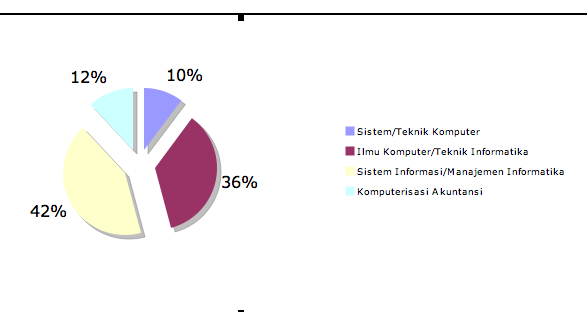 12%
10%
36%
42%
Sistem/Teknik Komputer
Ilmu Komputer/Teknik Informatika
Sistem Informasi/Manajemen Informatika
Komputerisasi Akuntansi